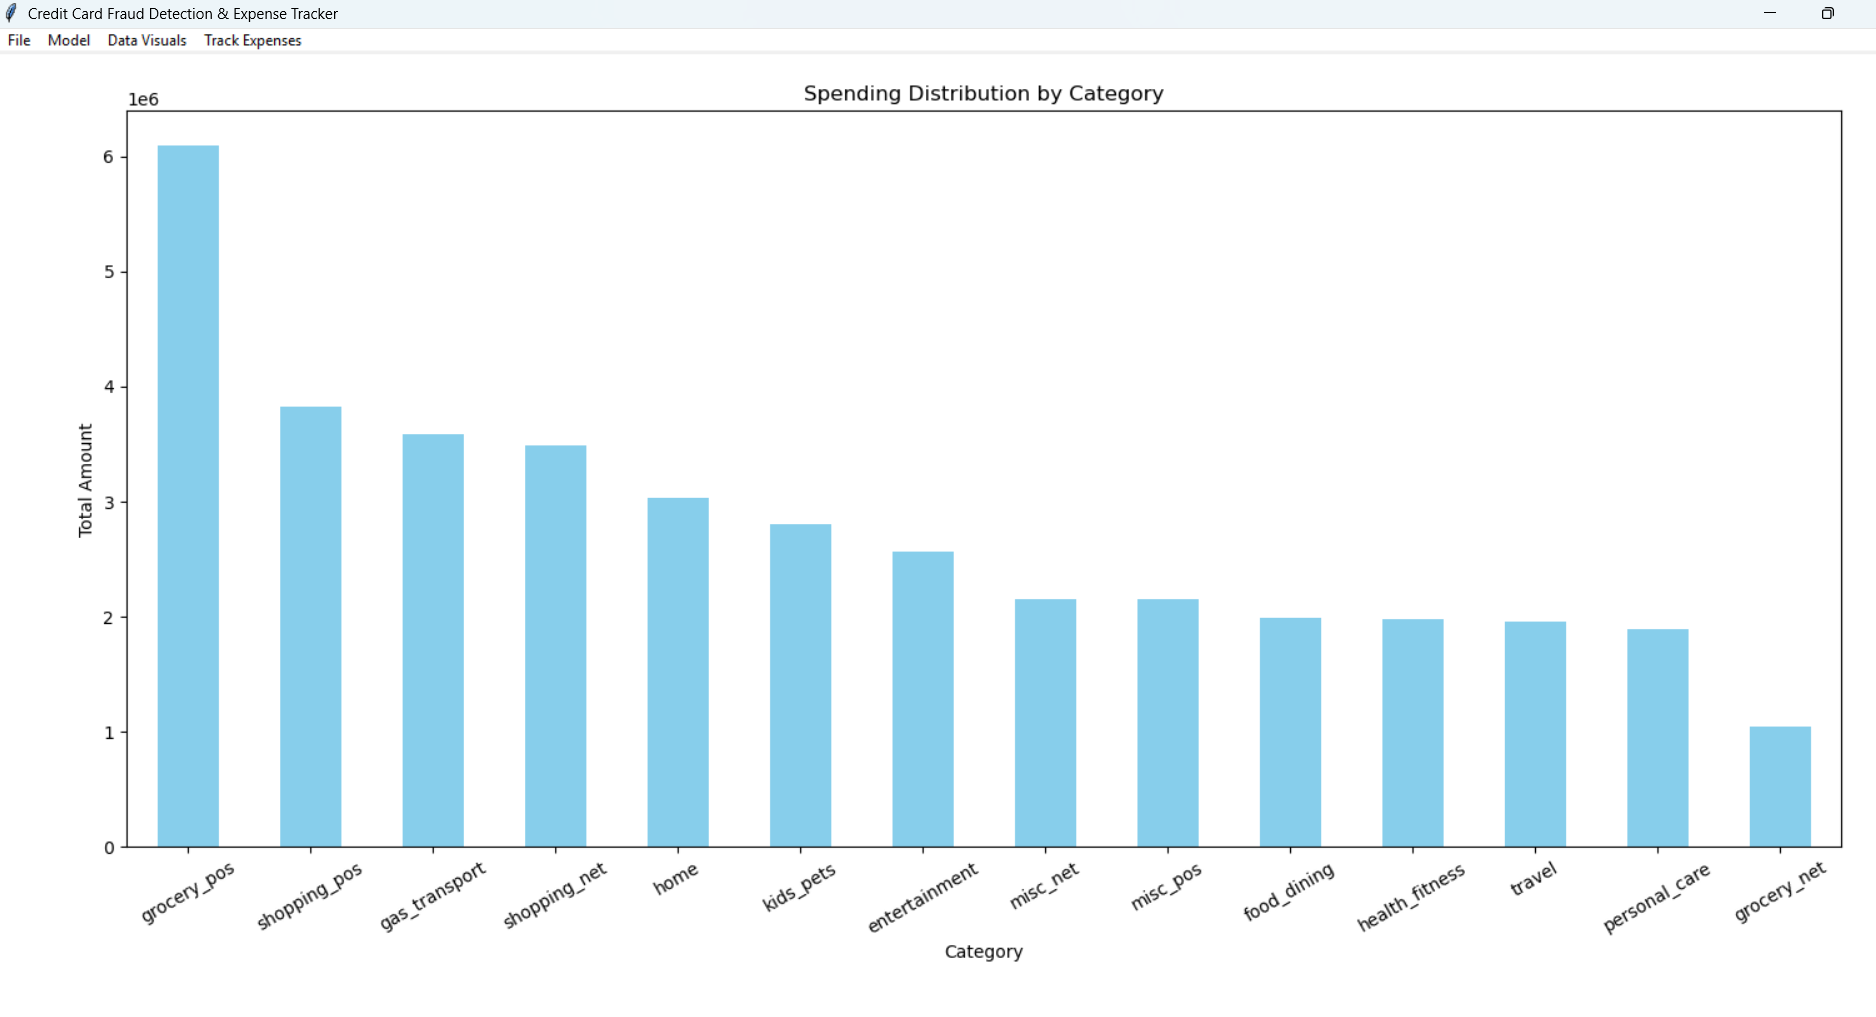 Credit Card Fraud Detection & Expense Tracker
File Model Data Visuals Track Expenses
Spending Distribution by Category
1e6
6
5
4
3
2
1
0
Total Amount
grocery_pos shopping_pos gas_transport shopping_net home kids_pets entertainment misc_net misc_pos food_dining health_fitness travel personal_care grocery_net
Category